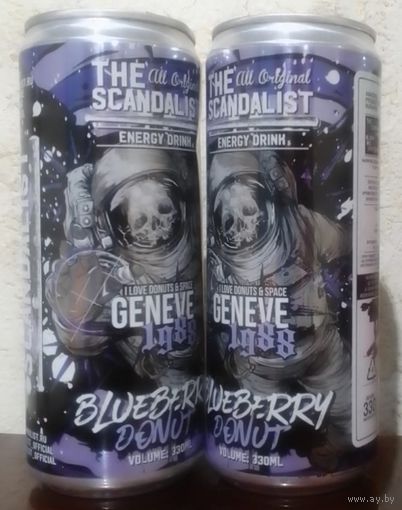 THE All Original
SCANDALIST
ENERGY DRINK
I LOVE DONUTS & SPACE
GENEVE
1988
BLUEBERRY
DONUT
VOLUME: 330ML
THE All Original
SCANDALIST
ENERGY DRINK
I LOVE DONUTS & SPACE
GENEVE
1988
BLUEBERRY
DONUT
VOLUME: 330ML
www.ay.by